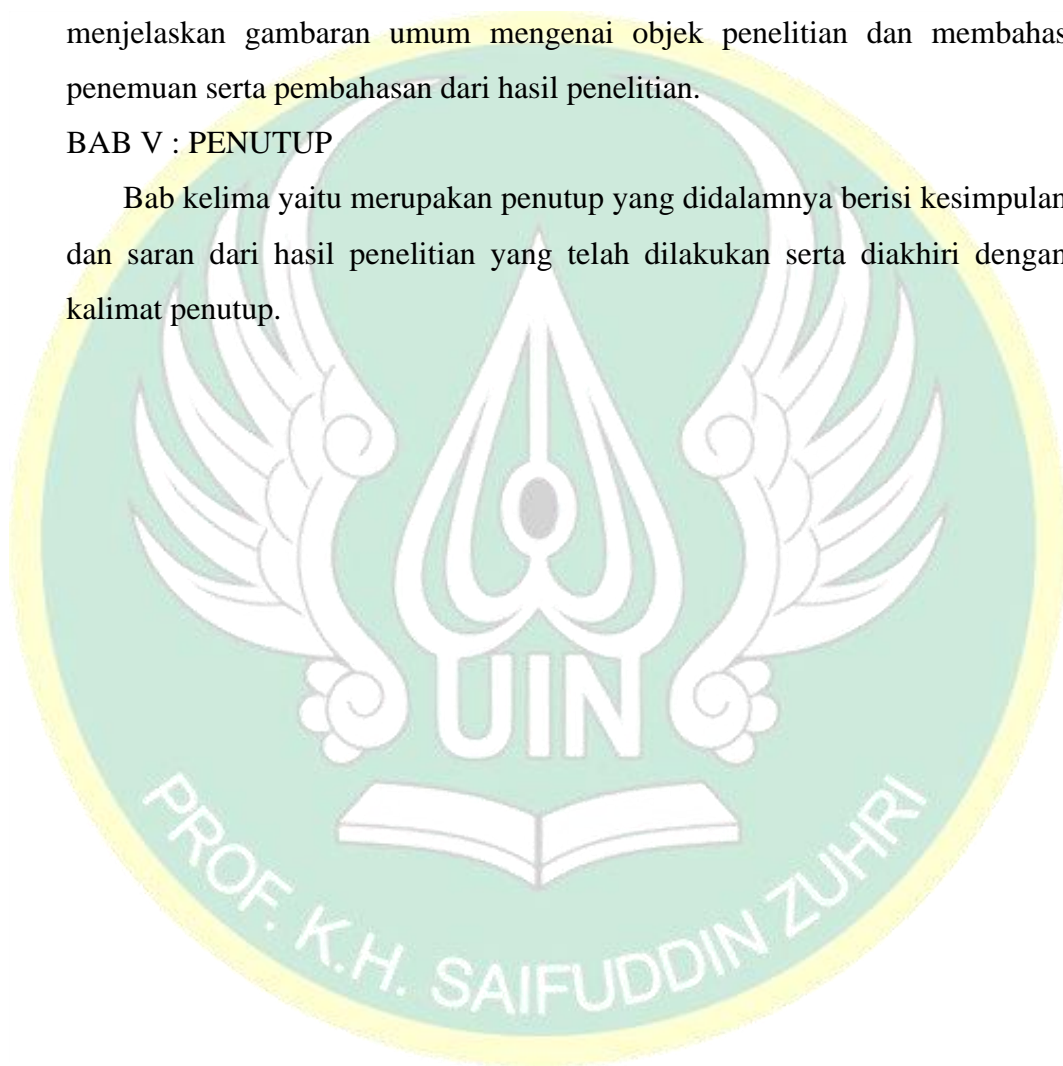 menjelaskan gambaran umum mengenai objek penelitian dan membahas
penemuan serta pembahasan dari hasil penelitian.
BAB V : PENUTUP
Bab kelima yaitu merupakan penutup yang didalamnya berisi kesimpulan
dan saran dari hasil penelitian yang telah dilakukan serta diakhiri dengan
kalimat penutup.
UIN
PROF. K.H. SAIFUDDIN ZUHRI